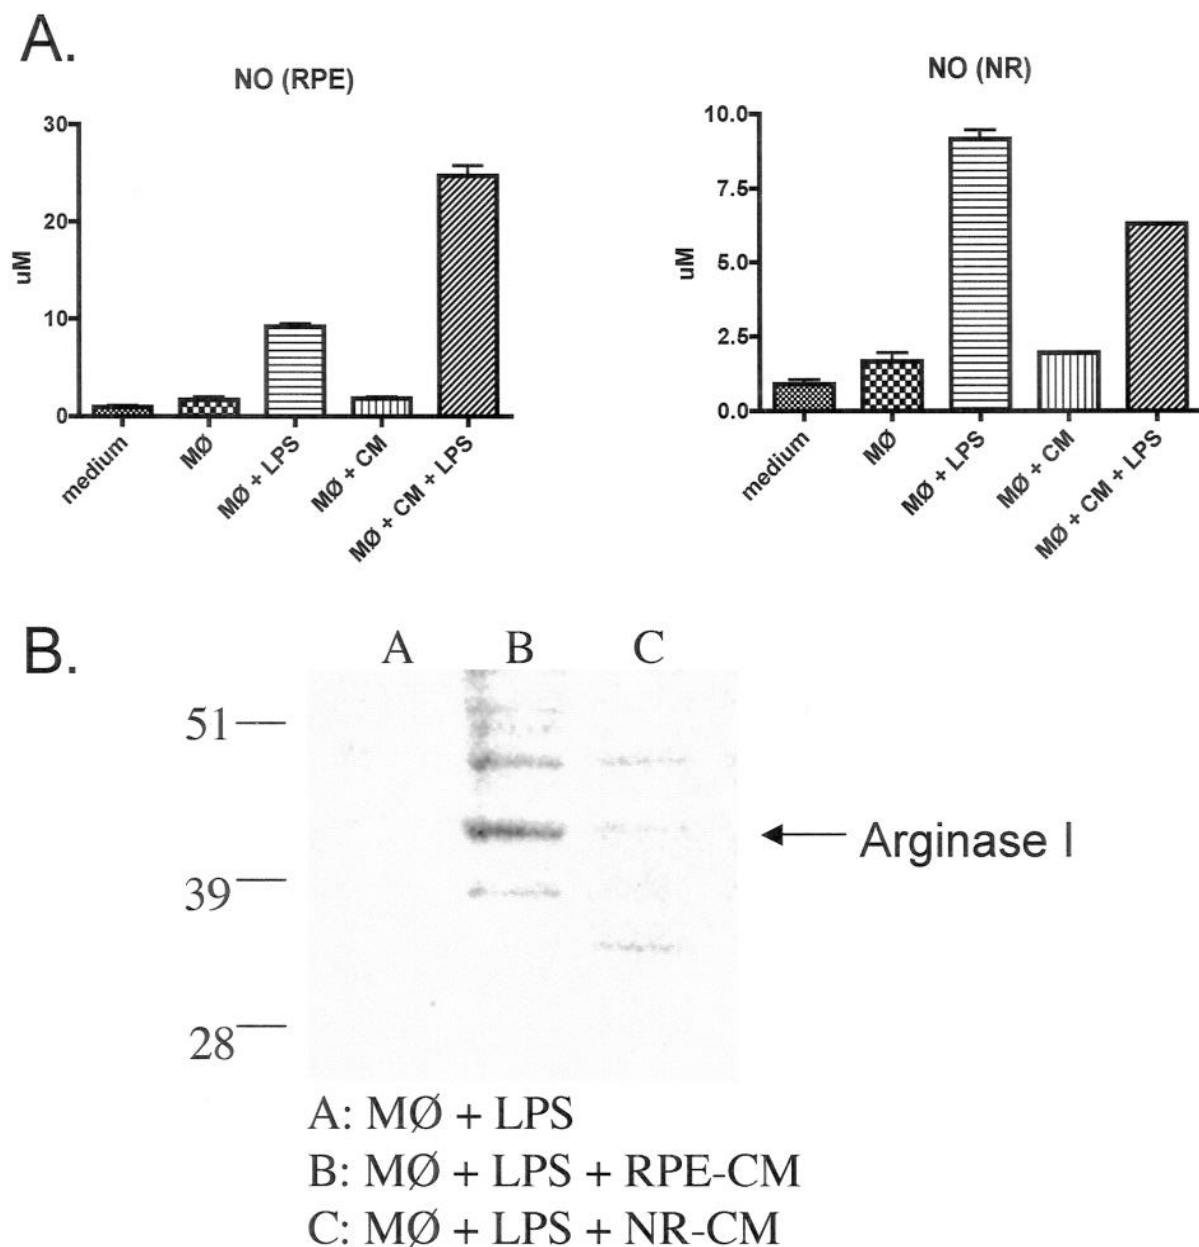 A.
NO (RPE)
30
20
10
0
uM
medium
MØ
MØ + LPS
MØ + CM
MØ + CM + LPS
NO (NR)
10.0
7.5
5.0
2.5
0.0
uM
medium
MØ
MØ + LPS
MØ + CM
MØ + CM + LPS
B.
A B C
51
39
28
Arginase I
A: MØ + LPS
B: MØ + LPS + RPE-CM
C: MØ + LPS + NR-CM